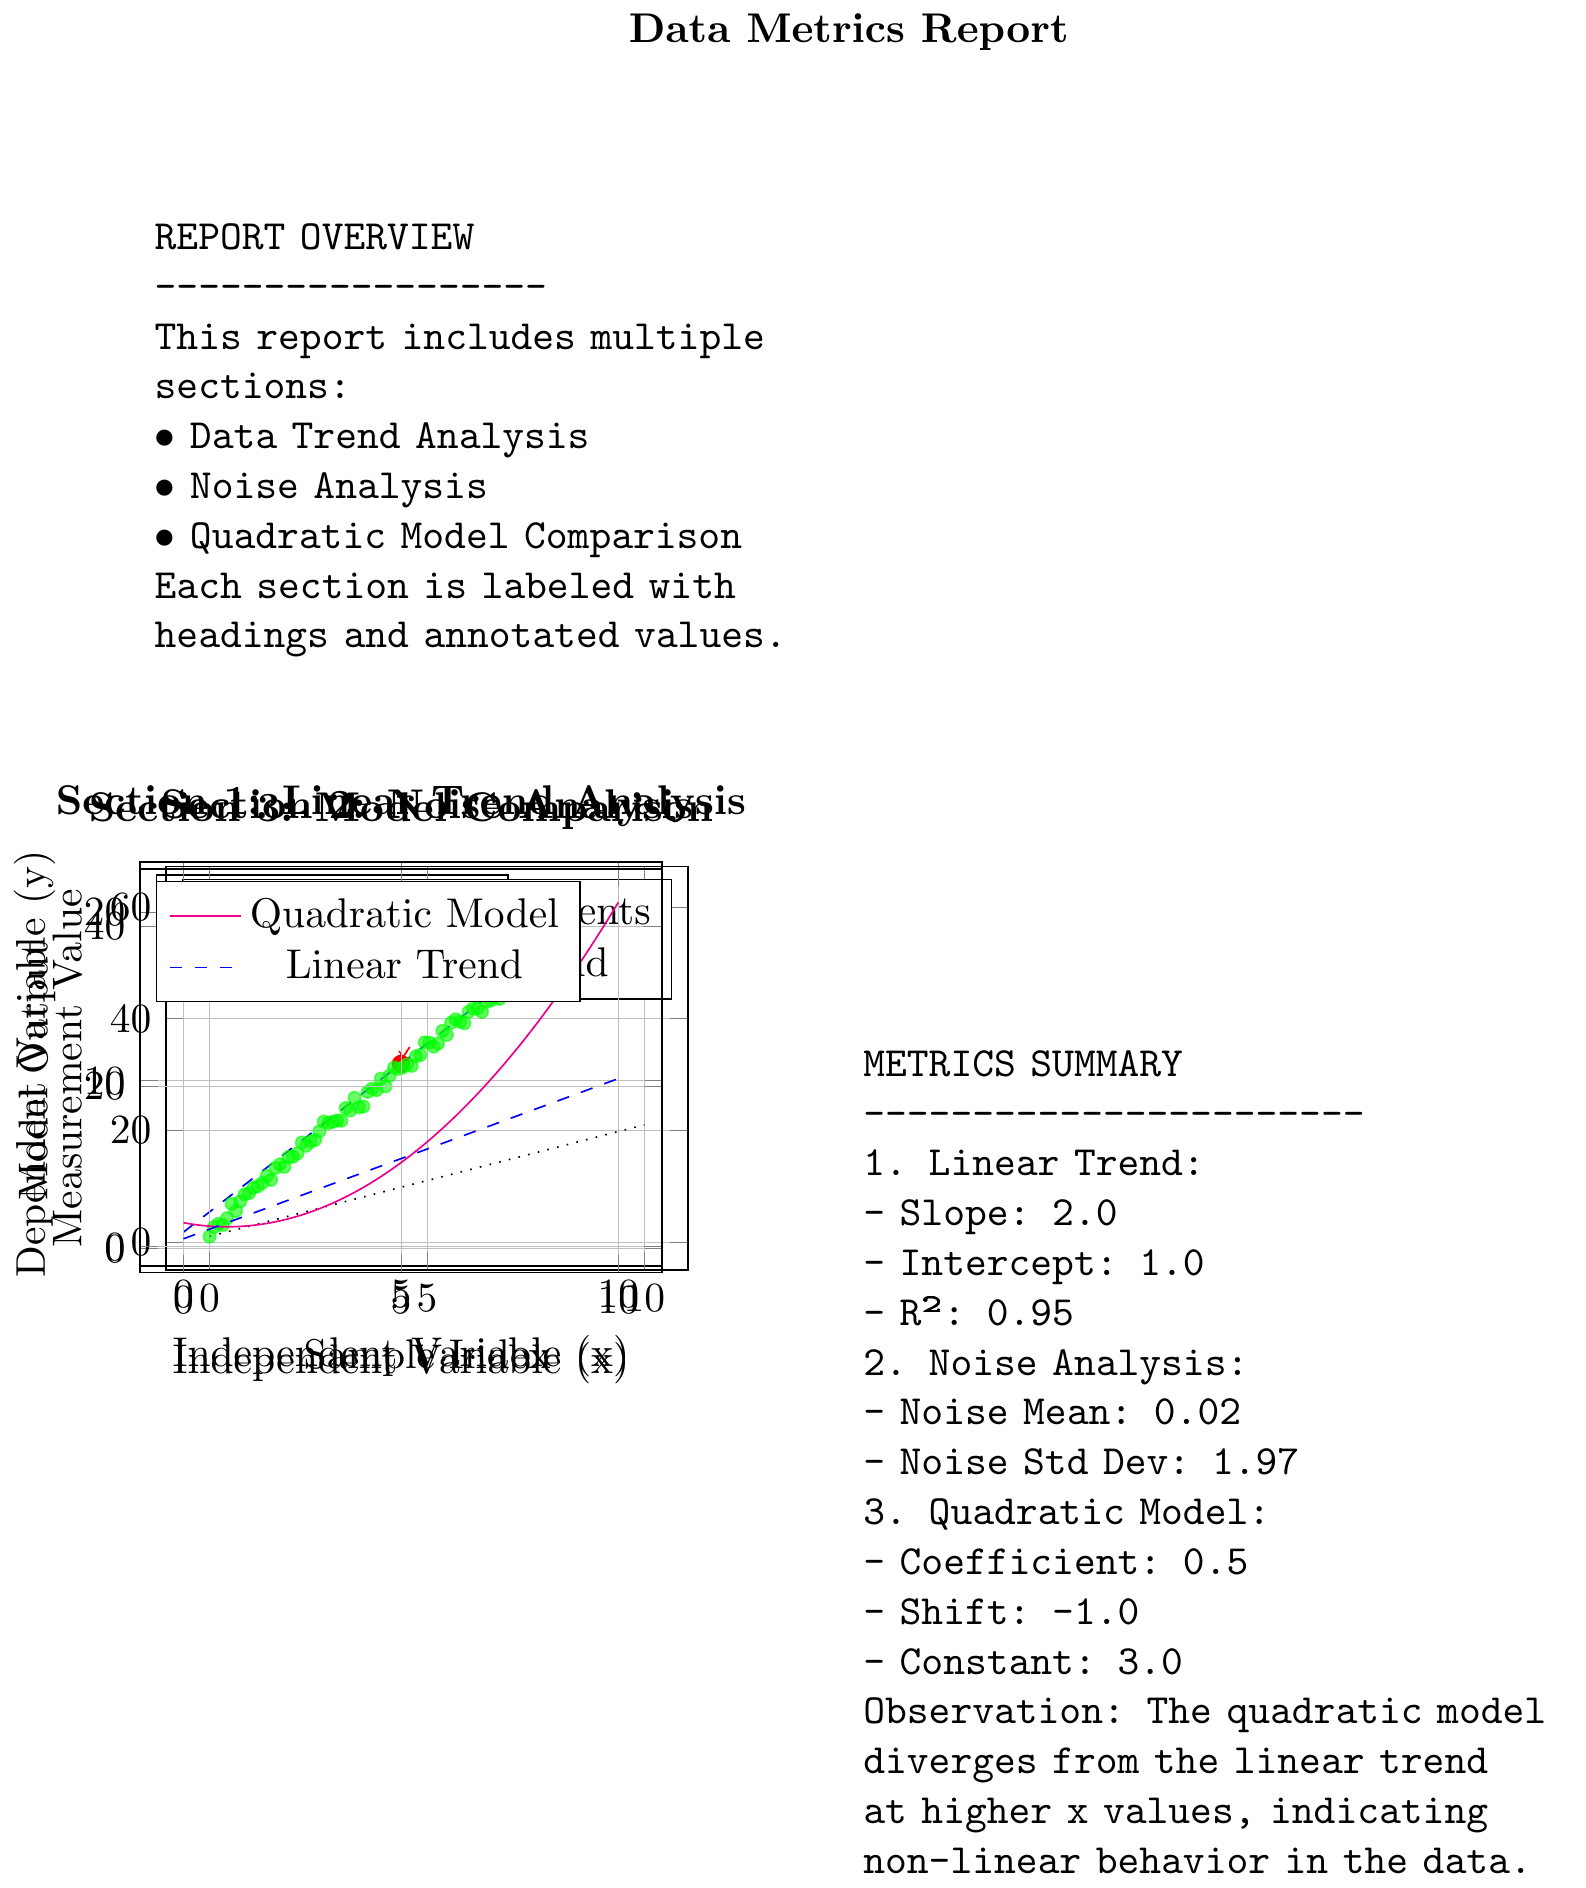 Data Metrics Report
REPORT OVERVIEW
------------------
This report includes multiple
sections:
• Data Trend Analysis
• Noise Analysis
• Quadratic Model Comparison
Each section is labeled with
headings and annotated values.
Section 1: Linear Trend Analysis
Section 2: Noise Analysis
Section 3: Model Comparison
Dependent Variable (y)
Model Output
Measurement Value
Quadratic Model
Linear Trend
60
40
20
0
40
20
0
20
10
0
0 5 10
0 5 10
0 5 10
Independent Variable (x)
Sample Index
Independent Variable (x)
METRICS SUMMARY
-----------------------
1. Linear Trend:
- Slope: 2.0
- Intercept: 1.0
- R²: 0.95
2. Noise Analysis:
- Noise Mean: 0.02
- Noise Std Dev: 1.97
3. Quadratic Model:
- Coefficient: 0.5
- Shift: -1.0
- Constant: 3.0
Observation: The quadratic model
diverges from the linear trend
at higher x values, indicating
non-linear behavior in the data.